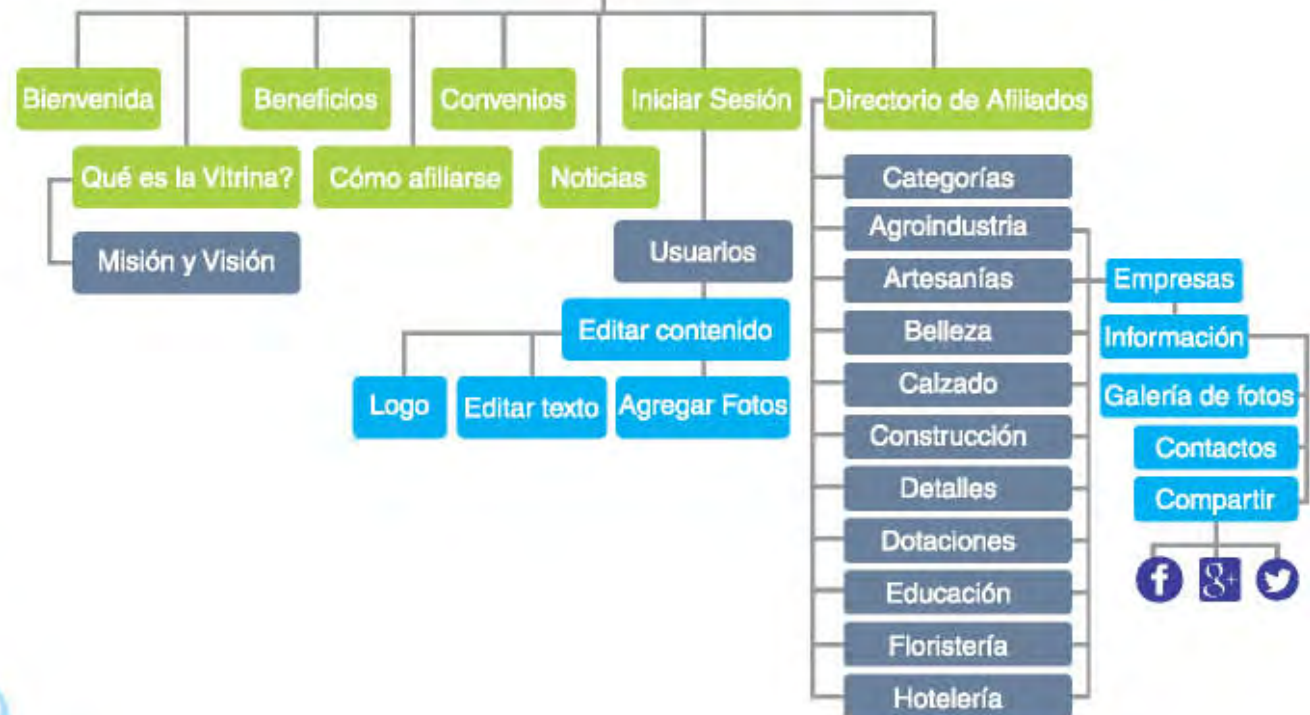 Bienvenida
Beneficios
Convenios
Iniciar Sesión
Directorio de Afiliados
Qué es la Vitrina?
Cómo afiliarse
Noticias
Misión y Visión
Usuarios
Editar contenido
Logo
Editar texto
Agregar Fotos
Categorías
Agroindustria
Artesanías
Belleza
Calzado
Construcción
Detalles
Dotaciones
Educación
Floristería
Hotelería
Empresas
Información
Galería de fotos
Contactos
Compartir
f
g+